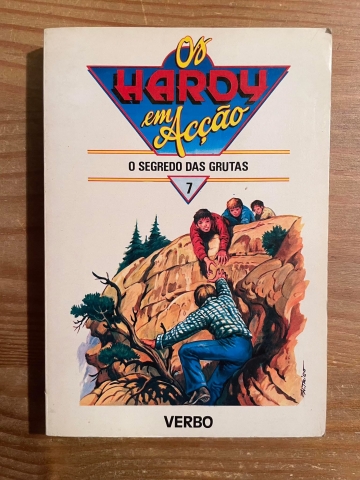 Os
HARDY
em Acção
O SEGREDO DAS GRUTAS
7
VERBO